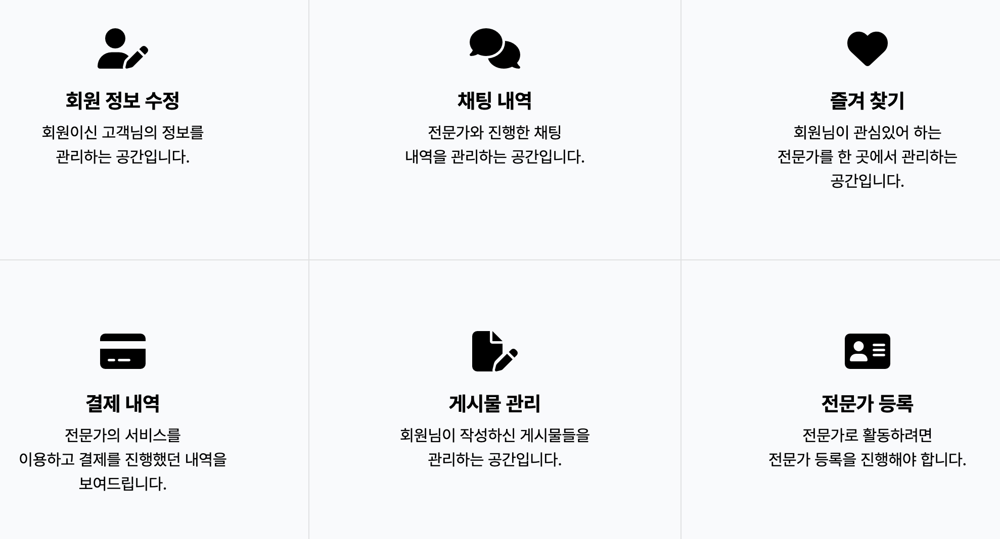 회원 정보 수정
회원이신 고객님의 정보를
관리하는 공간입니다.
채팅 내역
전문가와 진행한 채팅
내역을 관리하는 공간입니다.
즐겨 찾기
회원님이 관심있어 하는
전문가를 한 곳에서 관리하는
공간입니다.
결제 내역
전문가의 서비스를
이용하고 결제를 진행했던 내역을
보여드립니다.
게시물 관리
회원님이 작성하신 게시물들을
관리하는 공간입니다.
전문가 등록
전문가로 활동하려면
전문가 등록을 진행해야 합니다.